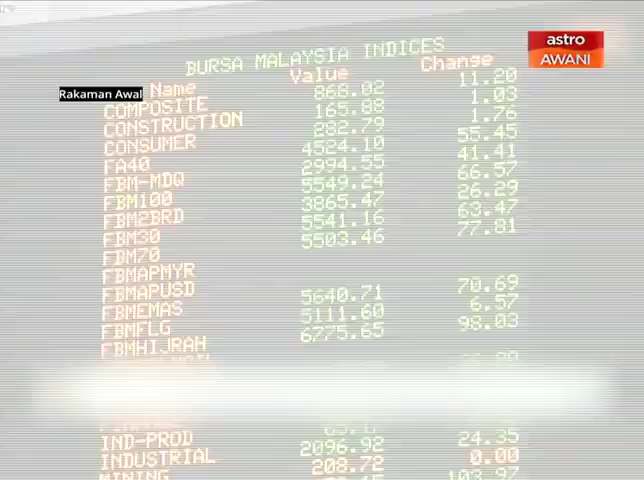 astro
AWANI
Rakaman Awal
BURSA MALAYSIA INDICES
Name Value Change
COMPOSITE 868.02 11.20
CONSTRUCTION 165.88 1.03
CONSUMER 282.79 1.76
FA40 4524.10 55.45
FBM-MDQ 2994.55 41.41
FBM100 5549.24 66.57
FBM2BRD 3865.47 26.29
FBM30 5541.16 63.47
FBM70 5503.46 77.81
FBMAPMYR
FBMAPUSD
FBMEMAS 5640.71 70.69
FBMFLG 5111.60 6.57
FBMHIJRAH 6775.65 98.03
IND-PROD
INDUSTRIAL 2096.92 24.35
MINING 208.72 0.00
103.97